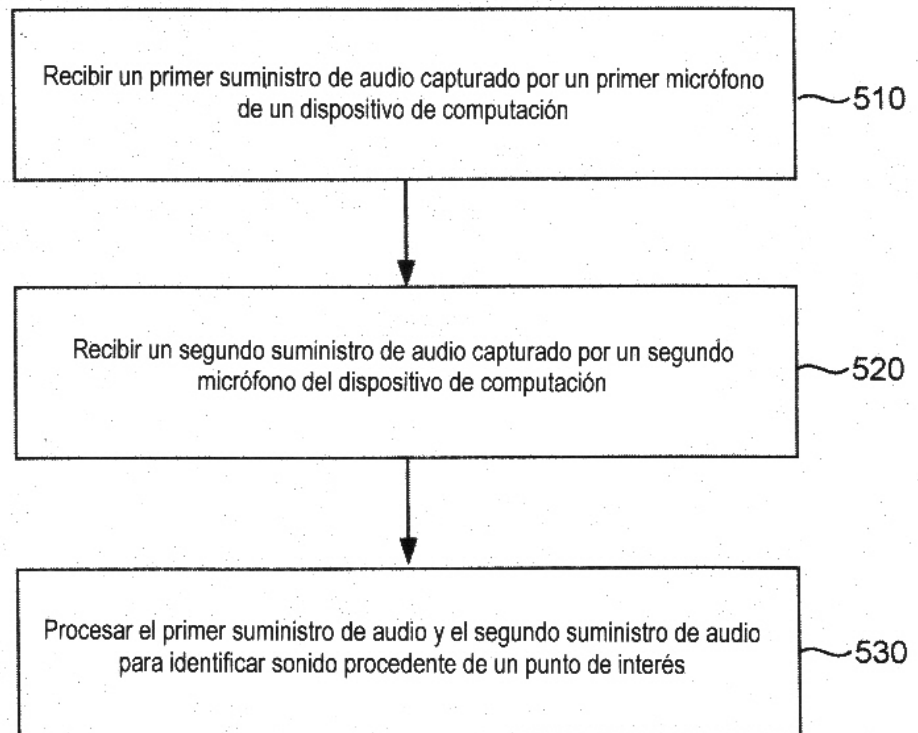 Recibir un primer suministro de audio capturado por un primer micrófono
de un dispositivo de computación
510
Recibir un segundo suministro de audio capturado por un segundo
micrófono del dispositivo de computación
520
Procesar el primer suministro de audio y el segundo suministro de audio
para identificar sonido procedente de un punto de interés
530